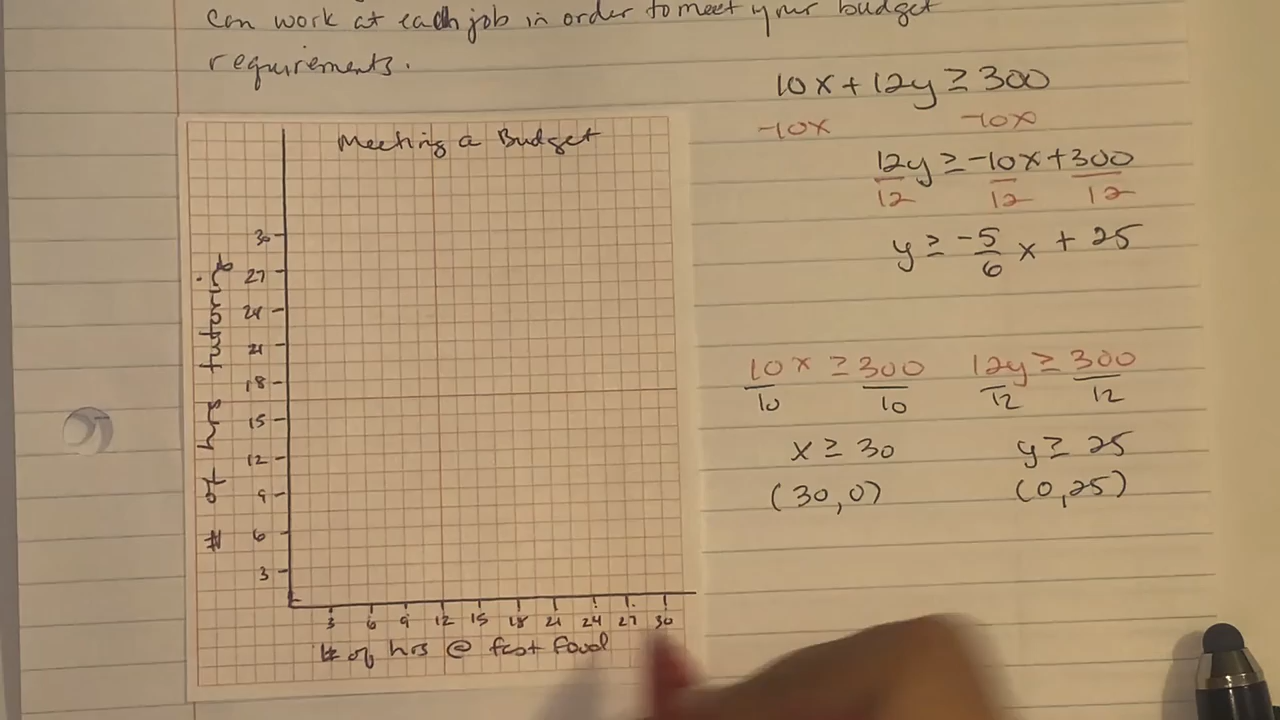 can work at each job in order to meet your budget
requirements.
Meeting a Budget
30
27
24
21
18
15
12
9
6
3
# of hrs tutoring
3 6 9 12 15 18 21 24 27 30
# of hrs @ fast food
10x + 12y ≥ 300
-10x -10x
12y ≥ -10x + 300
12 12 12
y ≥ -5/6 x + 25
10x ≥ 300 12y ≥ 300
10 10 12 12
x ≥ 30 y ≥ 25
(30,0) (0,25)